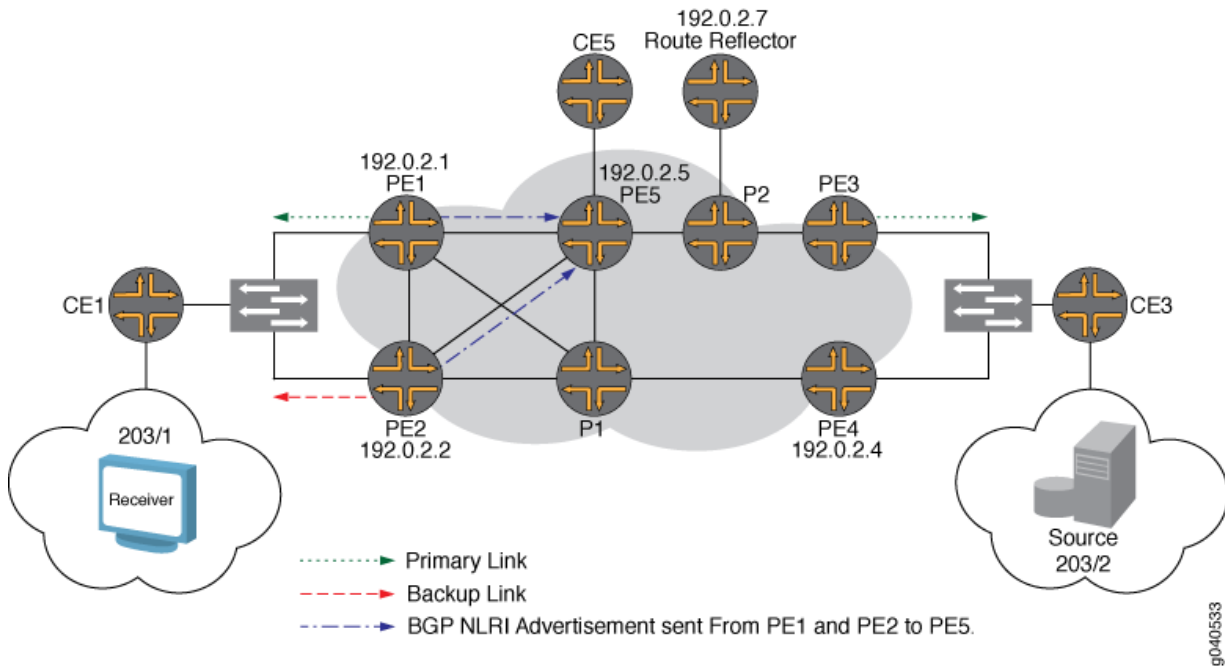 192.0.2.7
Route Reflector
CE5
192.0.2.1
PE1
192.0.2.5
PE5
P2
PE3
CE1
CE3
PE2
192.0.2.2
P1
PE4
192.0.2.4
203/1
Receiver
Source
203/2
Primary Link
Backup Link
BGP NLRI Advertisement sent From PE1 and PE2 to PE5.
g040533